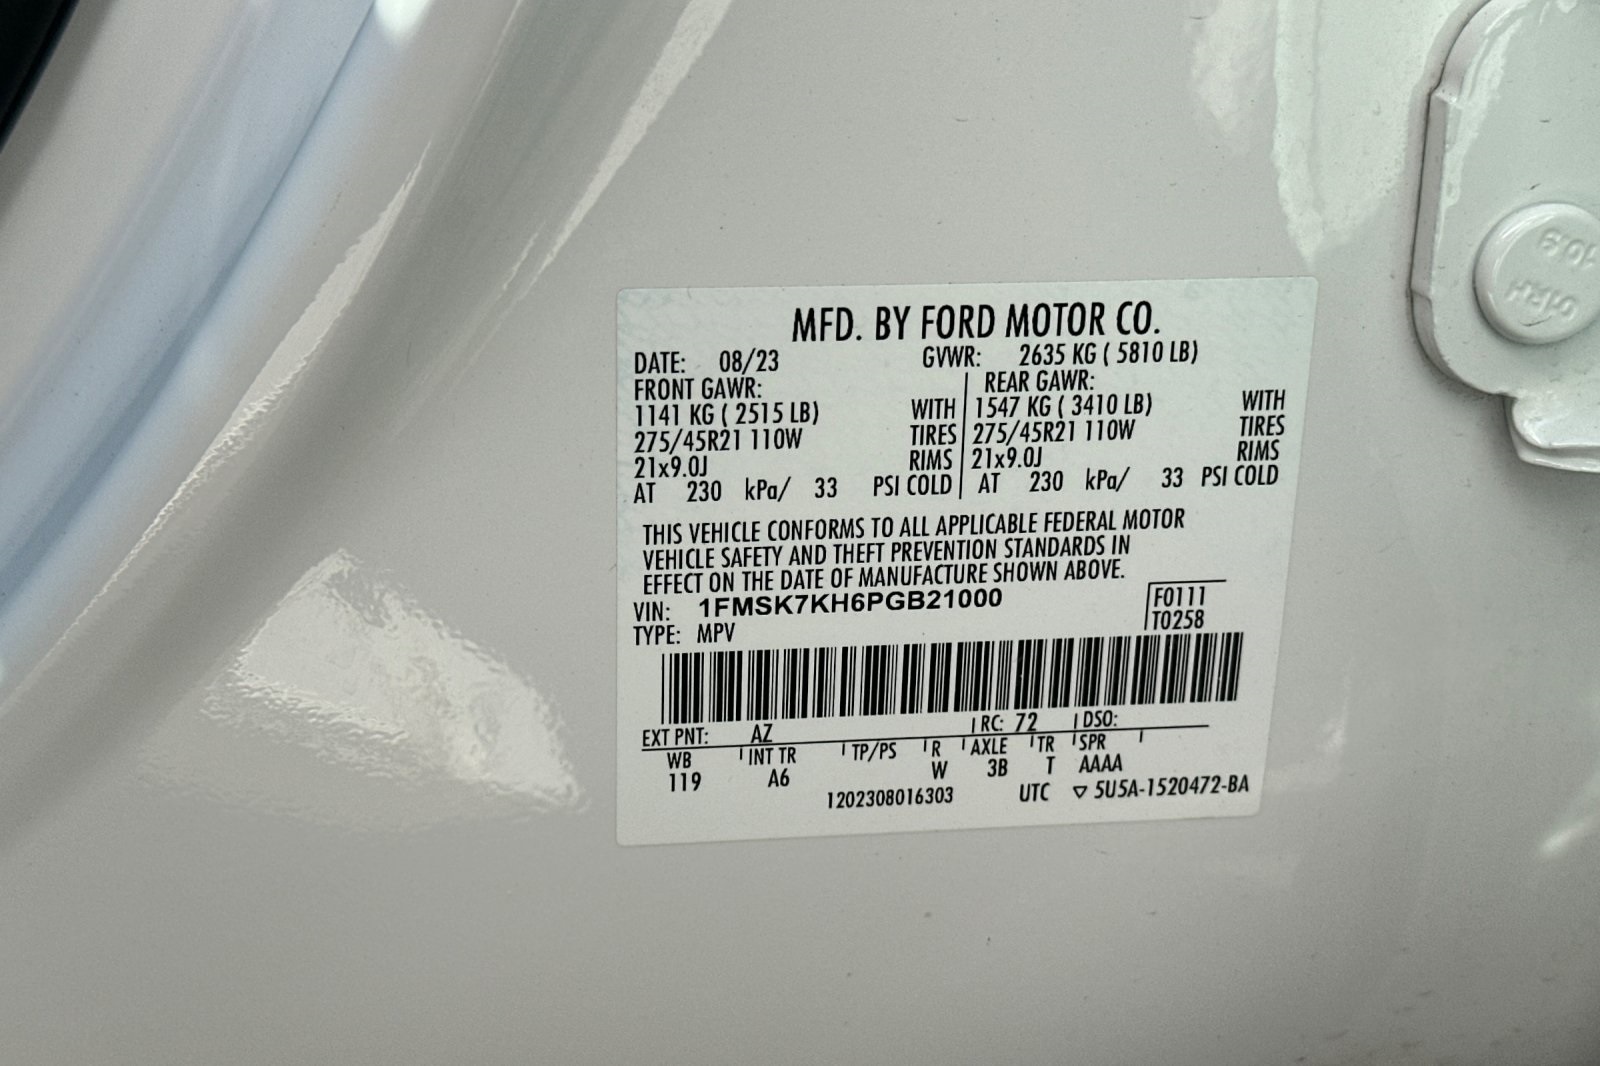 MFD. BY FORD MOTOR CO.
DATE: 08/23 GVWR: 2635 KG ( 5810 LB)
FRONT GAWR: REAR GAWR:
1141 KG ( 2515 LB) WITH 1547 KG ( 3410 LB) WITH
275/45R21 110W TIRES 275/45R21 110W TIRES
21x9.0J RIMS 21x9.0J RIMS
AT 230 kPa/ 33 PSI COLD AT 230 kPa/ 33 PSI COLD
THIS VEHICLE CONFORMS TO ALL APPLICABLE FEDERAL MOTOR
VEHICLE SAFETY AND THEFT PREVENTION STANDARDS IN
EFFECT ON THE DATE OF MANUFACTURE SHOWN ABOVE.
VIN: 1FMSK7KH6PGB21000 F0111
TYPE: MPV T0258
EXT PNT: AZ RC: 72 DSO:
WB INT TR TP/PS R AXLE TR SPR
119 A6 W 3B T AAAA
1202308016303 UTC ▽ 5U5A-1520472-BA
10.9
01RH